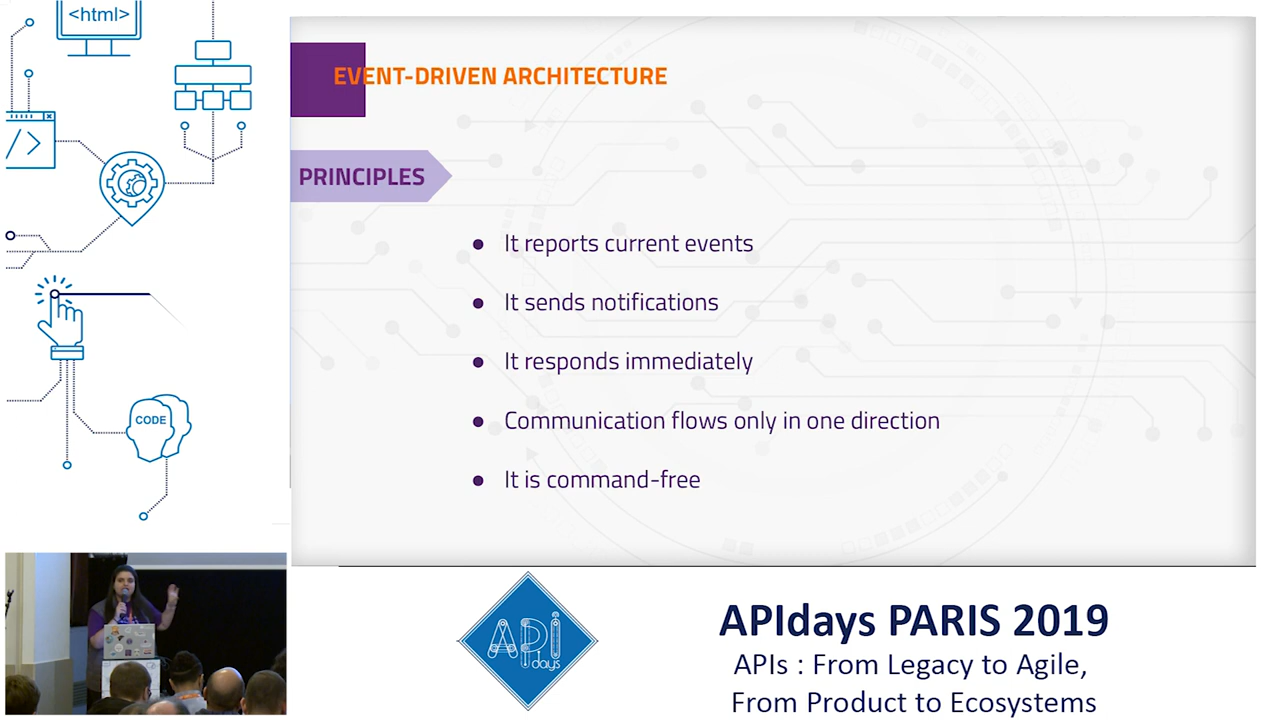 <html>
EVENT-DRIVEN ARCHITECTURE
</>
PRINCIPLES
● It reports current events
● It sends notifications
● It responds immediately
● Communication flows only in one direction
● It is command-free
CODE
API
days
APIdays PARIS 2019
APIs : From Legacy to Agile,
From Product to Ecosystems